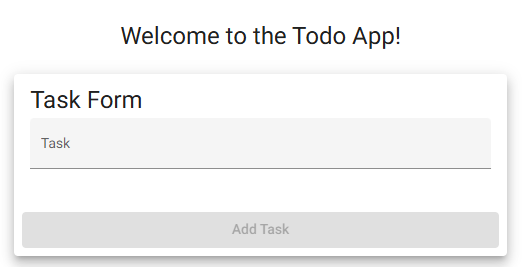 Welcome to the Todo App!
Task Form
Task
Add Task